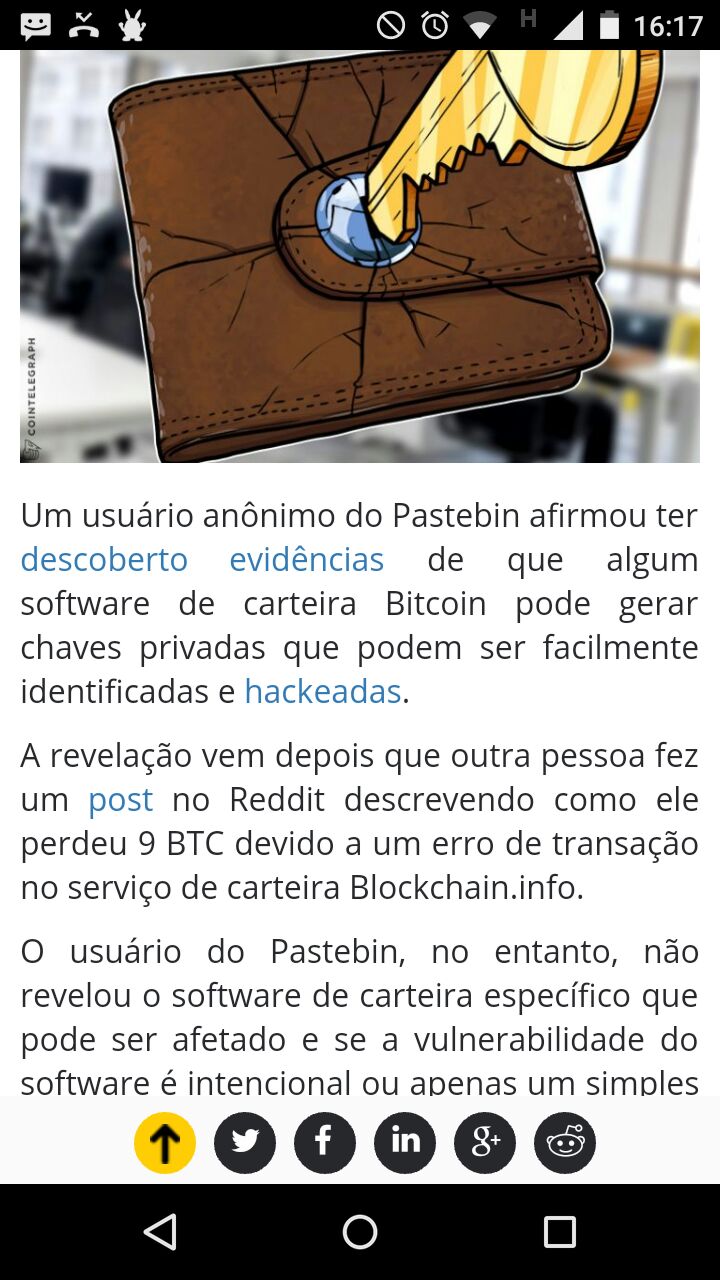 H
16:17
COINTELEGRAPH
Um usuário anônimo do Pastebin afirmou ter
descoberto evidências de que algum
software de carteira Bitcoin pode gerar
chaves privadas que podem ser facilmente
identificadas e hackeadas.
A revelação vem depois que outra pessoa fez
um post no Reddit descrevendo como ele
perdeu 9 BTC devido a um erro de transação
no serviço de carteira Blockchain.info.
O usuário do Pastebin, no entanto, não
revelou o software de carteira específico que
pode ser afetado e se a vulnerabilidade do
software é intencional ou apenas um simples
f
in
g+